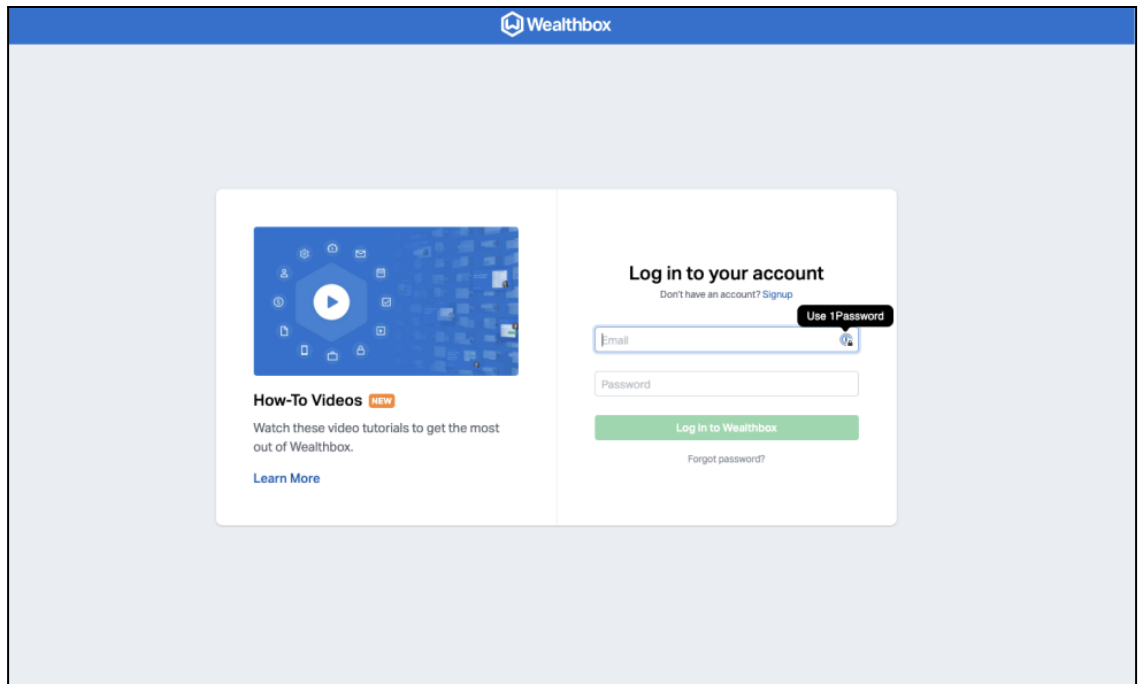 Wealthbox
How-To Videos NEW
Watch these video tutorials to get the most
out of Wealthbox.
Learn More
Log in to your account
Don't have an account? Signup
Use 1Password
Email
Password
Log in to Wealthbox
Forgot password?